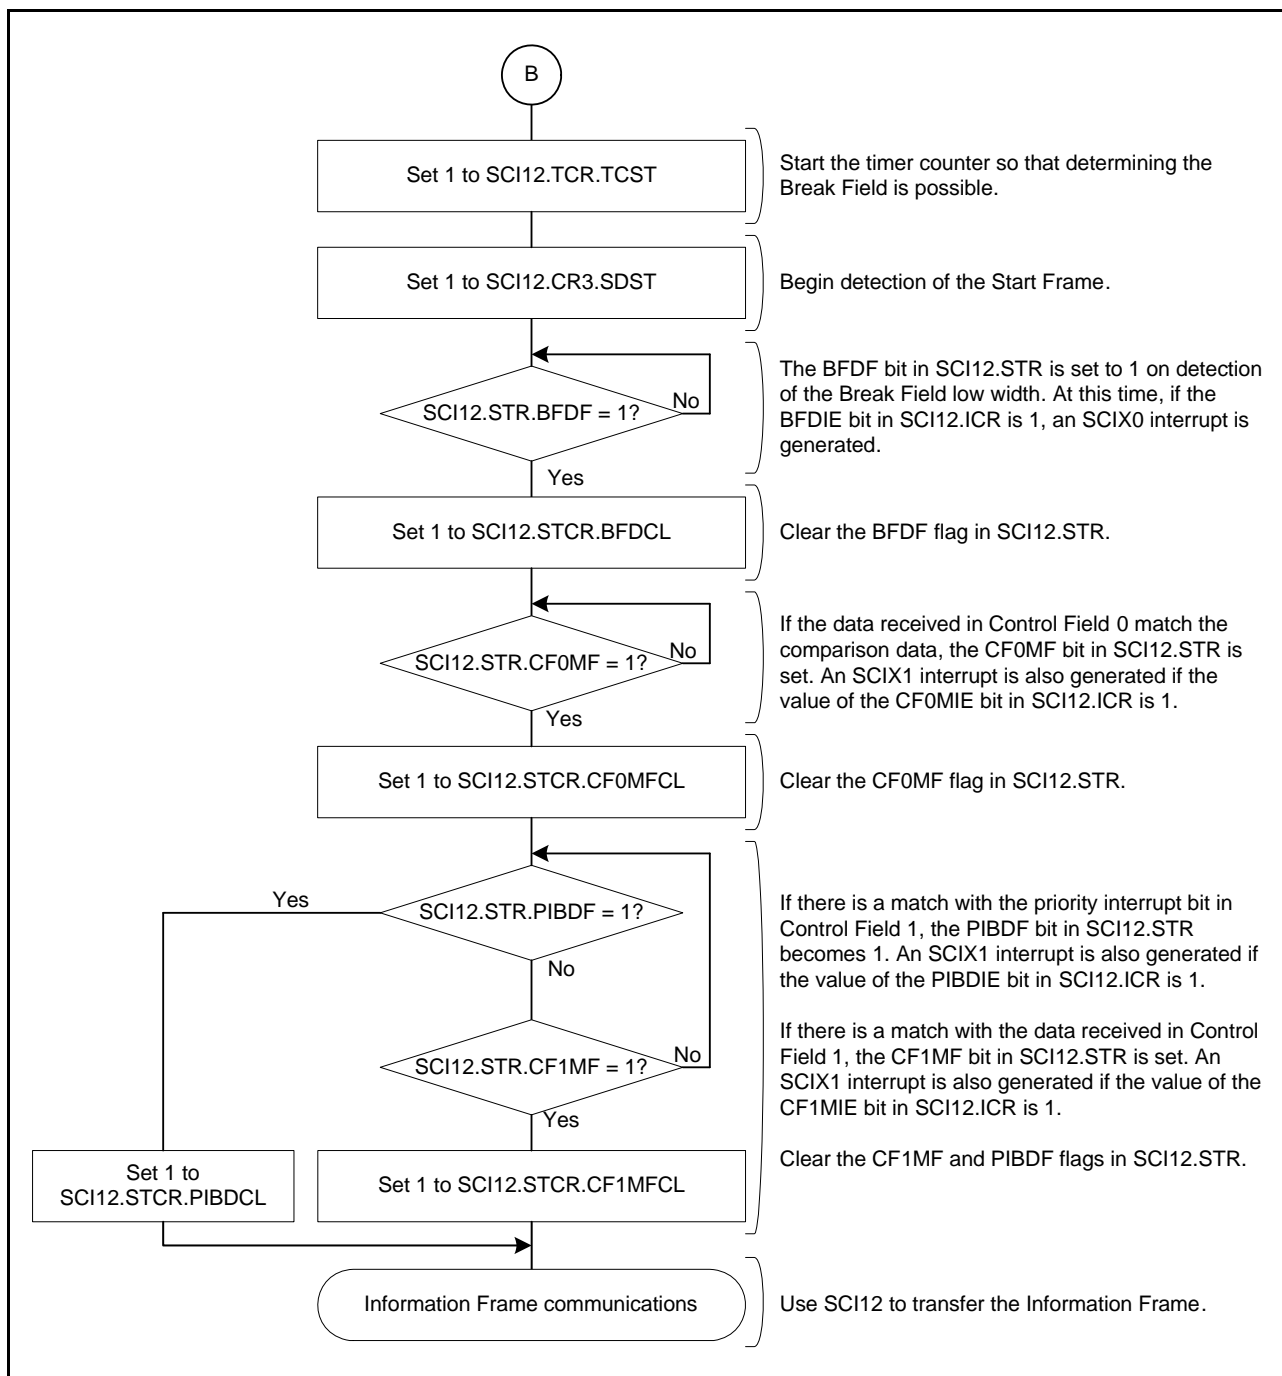 B
Set 1 to SCI12.TCR.TCST
Start the timer counter so that determining the
Break Field is possible.
Set 1 to SCI12.CR3.SDST
Begin detection of the Start Frame.
SCI12.STR.BFDF = 1?
No
Yes
The BFDF bit in SCI12.STR is set to 1 on detection
of the Break Field low width. At this time, if the
BFDIE bit in SCI12.ICR is 1, an SCIX0 interrupt is
generated.
Set 1 to SCI12.STCR.BFDCL
Clear the BFDF flag in SCI12.STR.
SCI12.STR.CF0MF = 1?
No
Yes
If the data received in Control Field 0 match the
comparison data, the CF0MF bit in SCI12.STR is
set. An SCIX1 interrupt is also generated if the
value of the CF0MIE bit in SCI12.ICR is 1.
Set 1 to SCI12.STCR.CF0MFCL
Clear the CF0MF flag in SCI12.STR.
Yes
SCI12.STR.PIBDF = 1?
No
If there is a match with the priority interrupt bit in
Control Field 1, the PIBDF bit in SCI12.STR
becomes 1. An SCIX1 interrupt is also generated if
the value of the PIBDIE bit in SCI12.ICR is 1.
SCI12.STR.CF1MF = 1?
No
Yes
If there is a match with the data received in Control
Field 1, the CF1MF bit in SCI12.STR is set. An
SCIX1 interrupt is also generated if the value of the
CF1MIE bit in SCI12.ICR is 1.
Set 1 to
SCI12.STCR.PIBDCL
Set 1 to SCI12.STCR.CF1MFCL
Clear the CF1MF and PIBDF flags in SCI12.STR.
Information Frame communications
Use SCI12 to transfer the Information Frame.